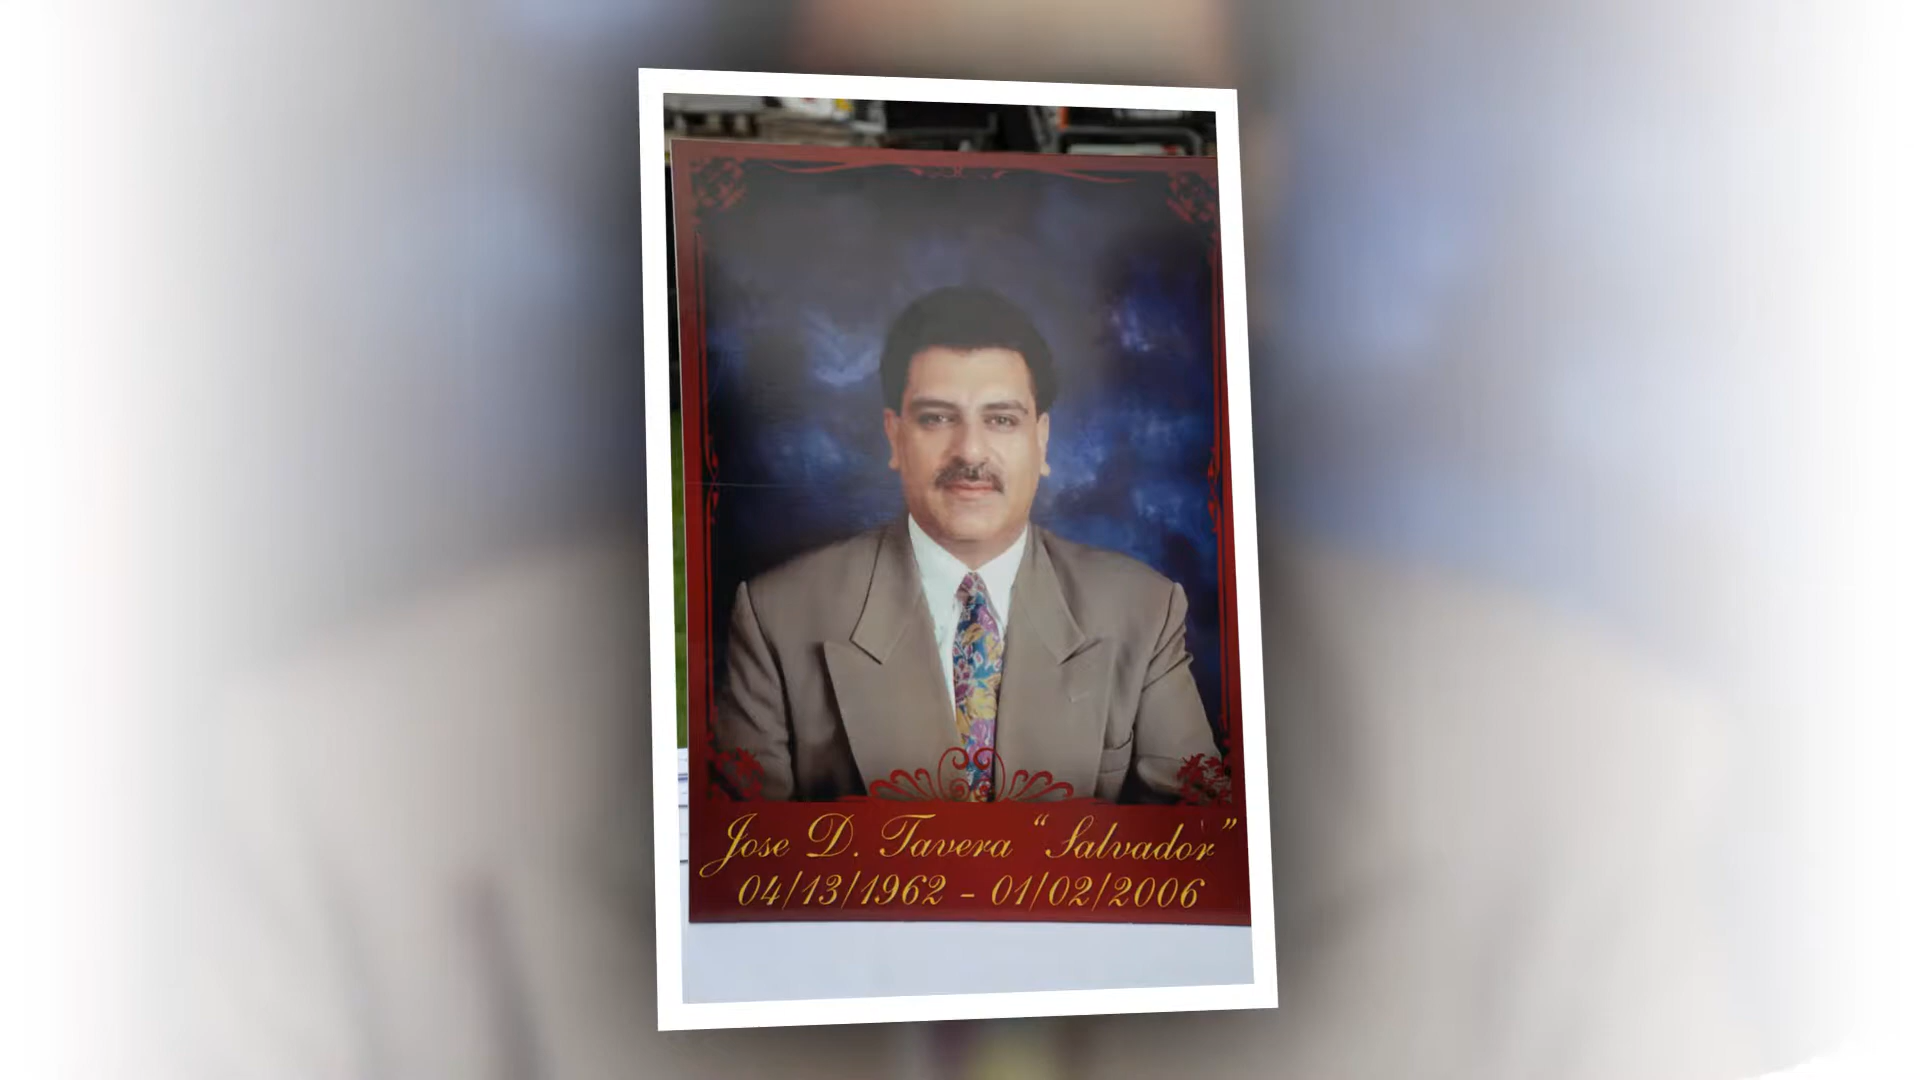 Jose D. Tavera “Salvador”
04/13/1962 - 01/02/2006